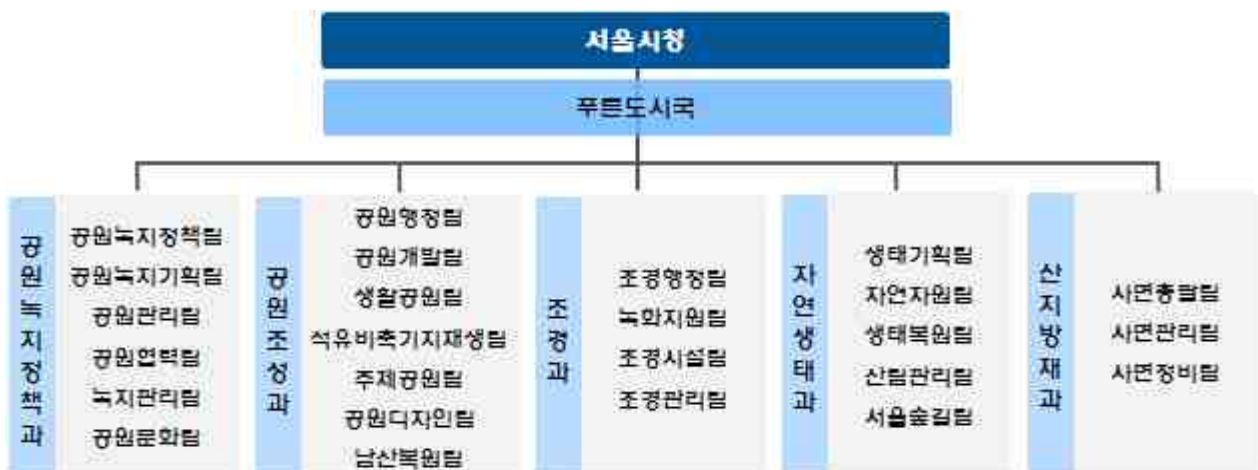 서울시청
푸른도시국
공원녹지정책과
공원녹지정책팀
공원녹지기획팀
공원관리팀
공원협력팀
녹지관리팀
공원문화팀
공원조성과
공원행정팀
공원개발팀
생활공원팀
석유비축기지재생팀
주제공원팀
공원디자인팀
남산복원팀
조경과
조경행정팀
녹화지원팀
조경시설팀
조경관리팀
자연생태과
생태기획팀
자연자원팀
생태복원팀
산림관리팀
서울숲길팀
산지방재과
사면총괄팀
사면관리팀
사면정비팀